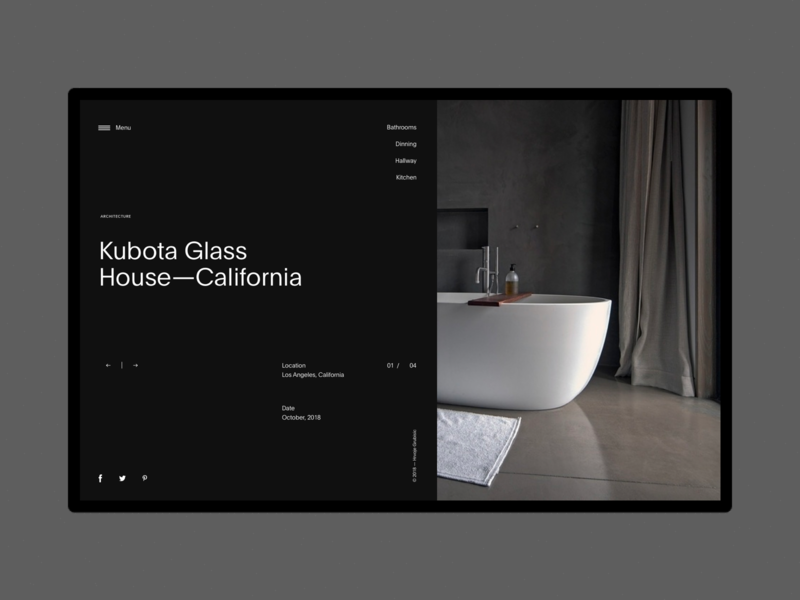 Menu
Bathrooms
Dinning
Hallway
Kitchen
ARCHITECTURE
Kubota Glass
House—California
Location
Los Angeles, California
01 / 04
Date
October, 2018
© 2018 — Hrvoje Grubisic